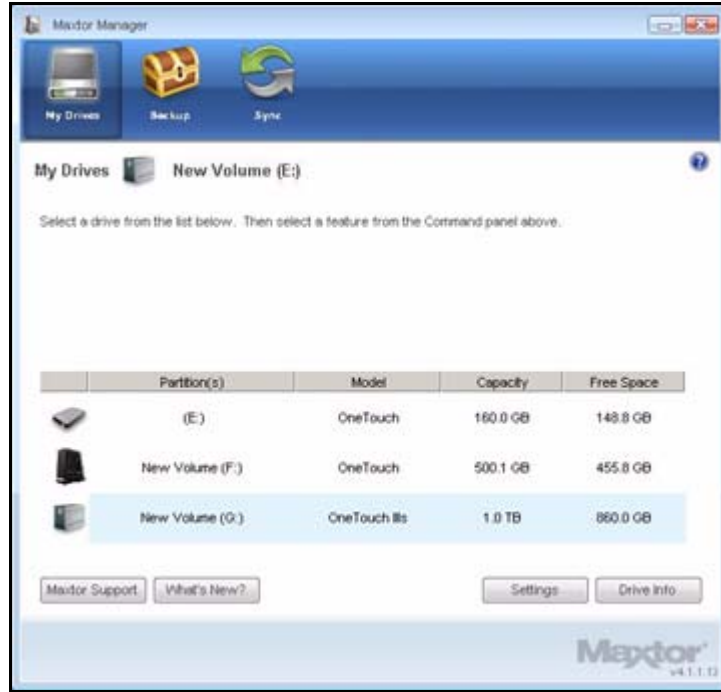 Maxtor Manager
My Drives Backup Sync
My Drives New Volume (E:)
Select a drive from the list below. Then select a feature from the Command panel above.
Partition(s) Model Capacity Free Space
(E:) OneTouch 160.0 GB 148.8 GB
New Volume (F:) OneTouch 500.1 GB 455.8 GB
New Volume (G:) OneTouch IIIs 1.0 TB 860.0 GB
Maxtor Support What's New? Settings Drive Info
Maxtor